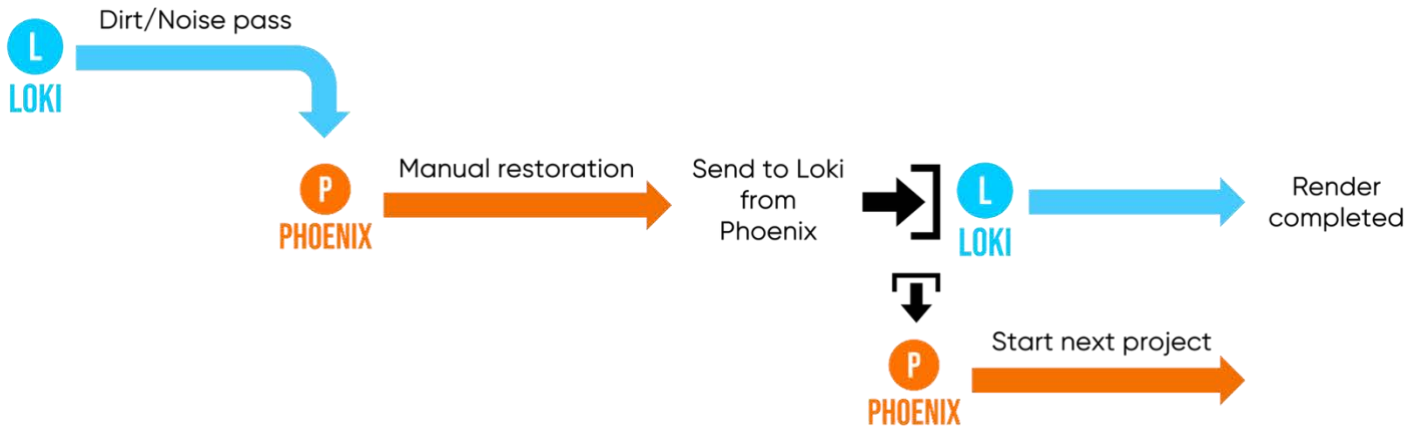 Dirt/Noise pass
L
LOKI
P
PHOENIX
Manual restoration
Send to Loki
from
Phoenix
L
LOKI
Render
completed
P
PHOENIX
Start next project